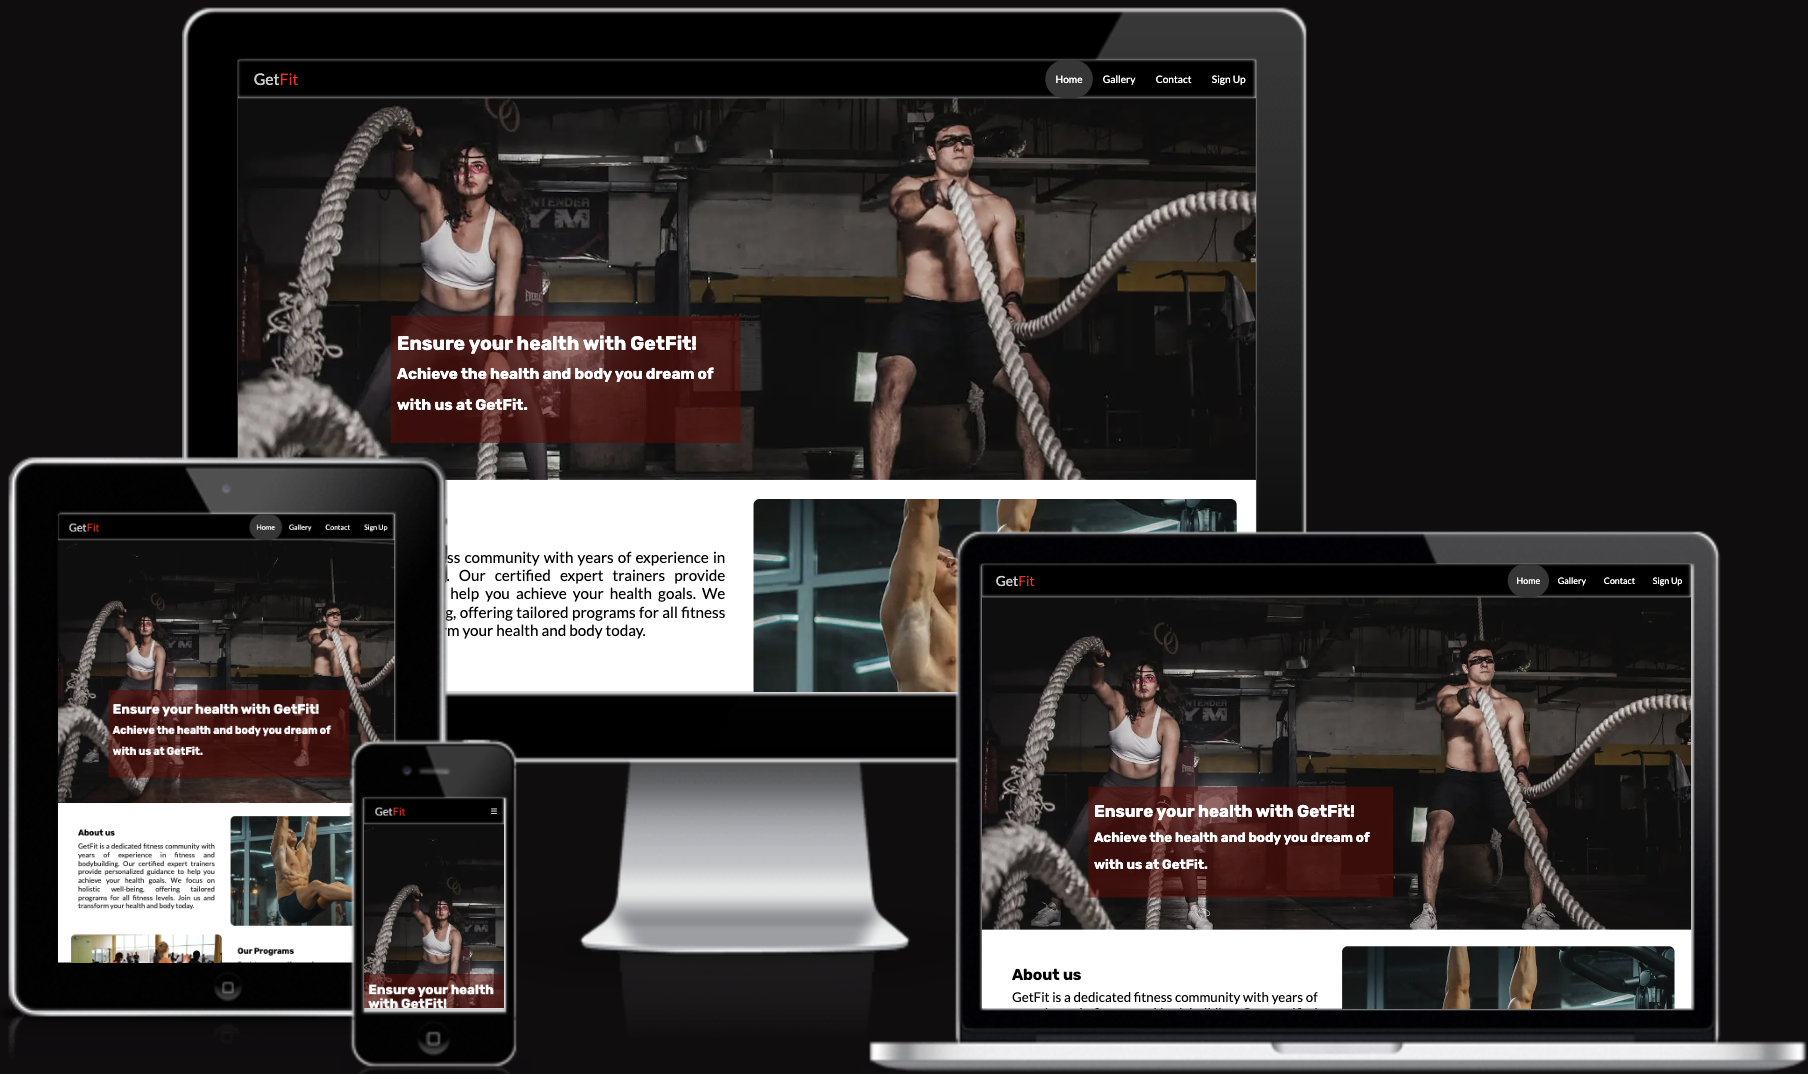 GetFit
Home Gallery Contact Sign Up
NTENDER
YM
Ensure your health with GetFit!
Achieve the health and body you dream of
with us at GetFit.
community with years of experience in
Our certified expert trainers provide
help you achieve your health goals. We
offering tailored programs for all fitness
your health and body today.
GetFit
Home Gallery Contact Sign Up
Ensure your health with GetFit!
Achieve the health and body you dream of
with us at GetFit.
About us
GetFit is a dedicated fitness community with
years of experience in fitness and
bodybuilding. Our certified expert trainers
provide personalized guidance to help you
achieve your health goals. We focus on
holistic well-being, offering tailored
programs for all fitness levels. Join us and
transform your health and body today.
Our Programs
GetFit
Ensure your health
with GetFit!
GetFit
Home Gallery Contact Sign Up
NTENDER
YM
Ensure your health with GetFit!
Achieve the health and body you dream of
with us at GetFit.
About us
GetFit is a dedicated fitness community with years of